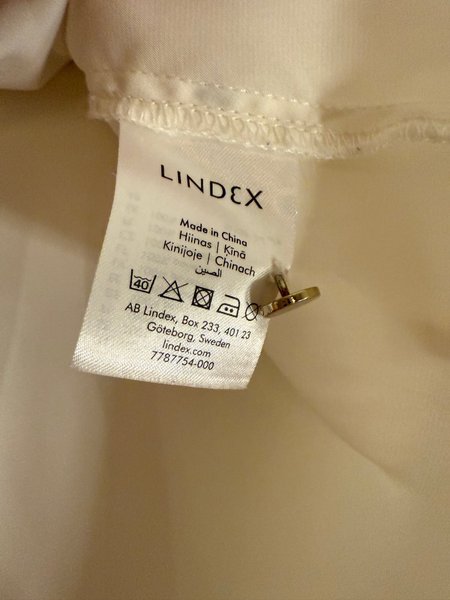 LINDEX
Made in China
Hiinas | Ķīnā
Kinijoje | Chinach
الصين
40
AB Lindex, Box 233, 401 23
Göteborg, Sweden
lindex.com
7787754-000